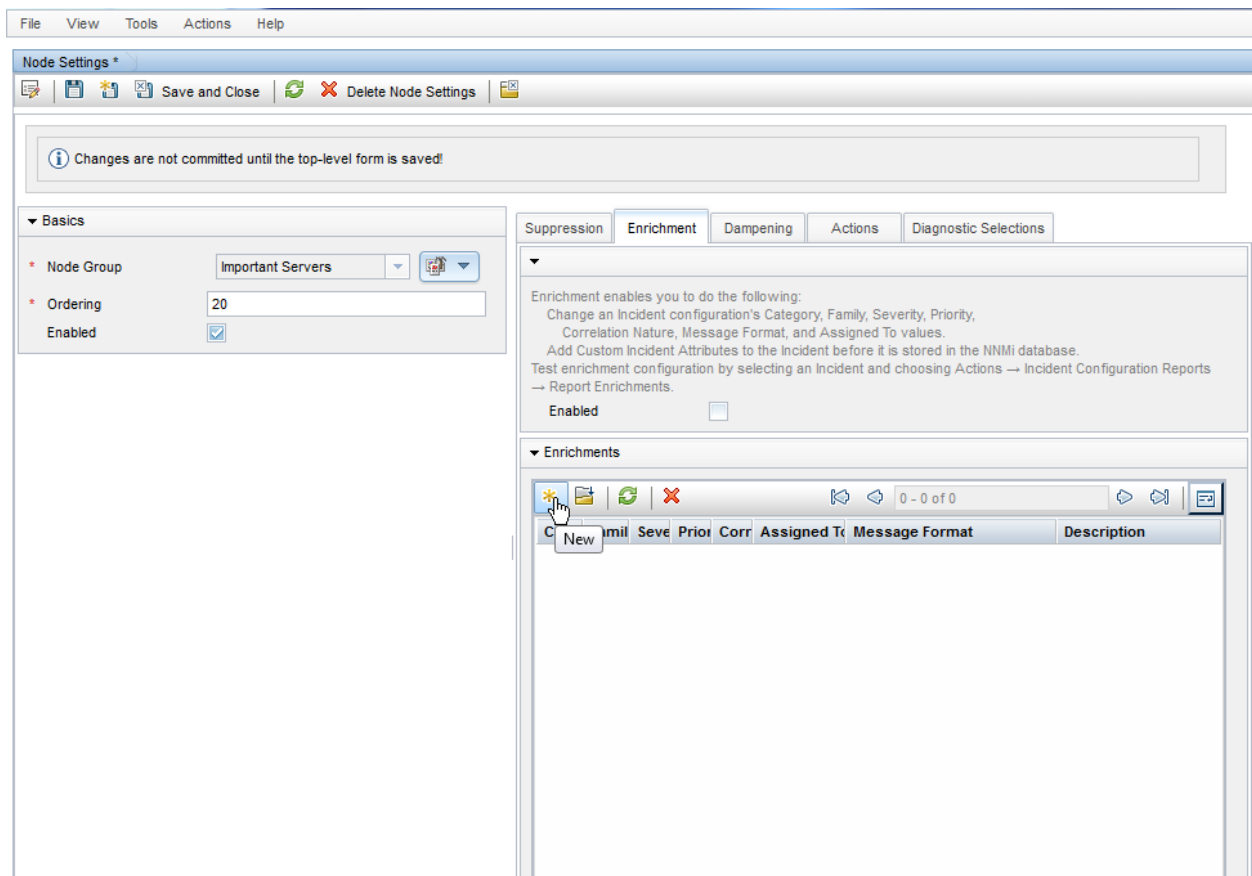 File View Tools Actions Help
Node Settings *
Save and Close Delete Node Settings
Changes are not committed until the top-level form is saved!
Basics
* Node Group Important Servers
* Ordering 20
Enabled
Suppression Enrichment Dampening Actions Diagnostic Selections
Enrichment enables you to do the following:
Change an Incident configuration's Category, Family, Severity, Priority,
Correlation Nature, Message Format, and Assigned To values.
Add Custom Incident Attributes to the Incident before it is stored in the NNMi database.
Test enrichment configuration by selecting an Incident and choosing Actions → Incident Configuration Reports
→ Report Enrichments.
Enabled
Enrichments
0 - 0 of 0
New
Seve Prior Corr Assigned To Message Format Description